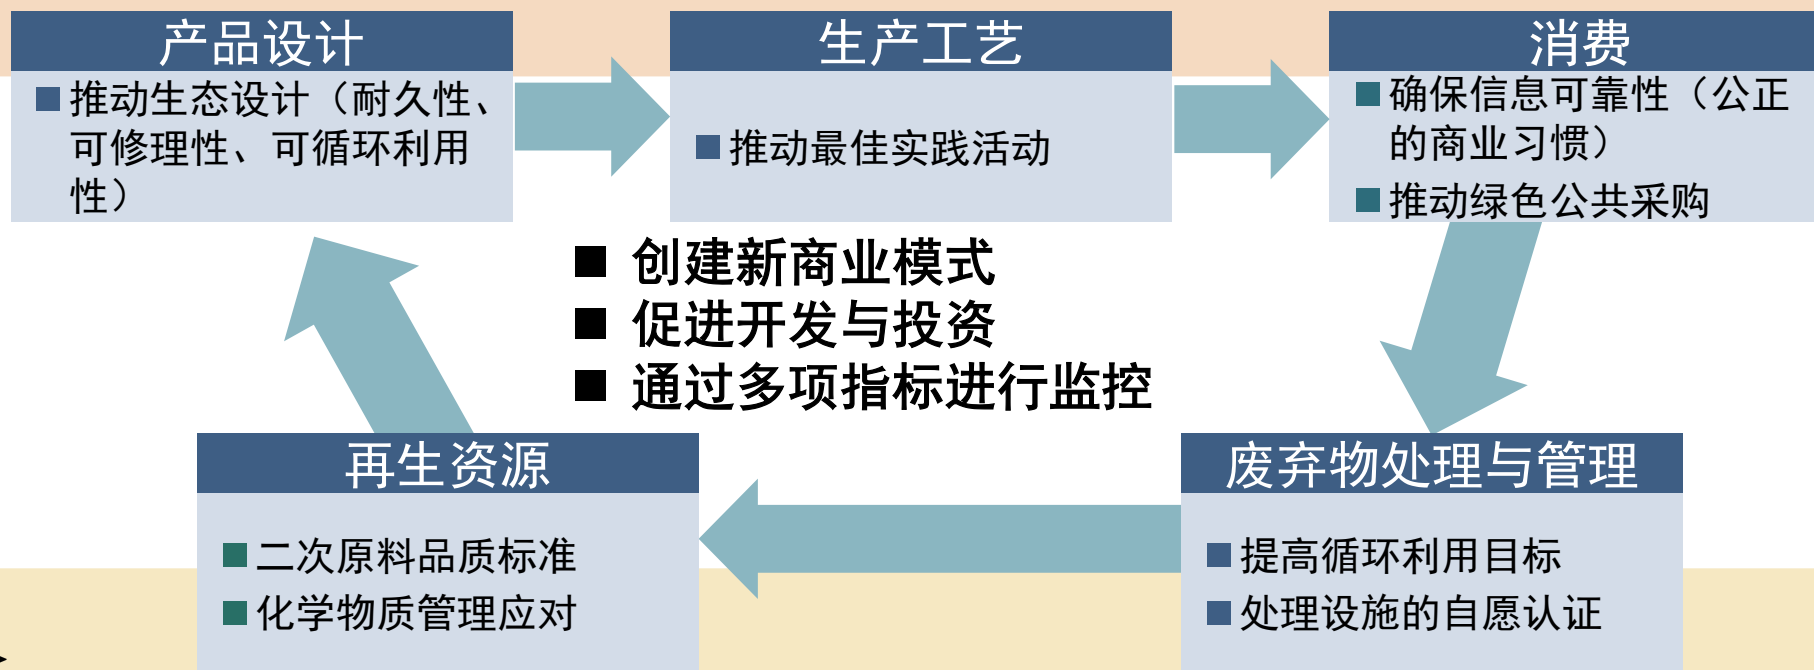 产品设计
推动生态设计（耐久性、
可修理性、可循环利用
性）
生产工艺
推动最佳实践活动
消费
确保信息可靠性（公正
的商业习惯）
推动绿色公共采购
创建新商业模式
促进开发与投资
通过多项指标进行监控
再生资源
二次原料品质标准
化学物质管理应对
废弃物处理与管理
提高循环利用目标
处理设施的自愿认证